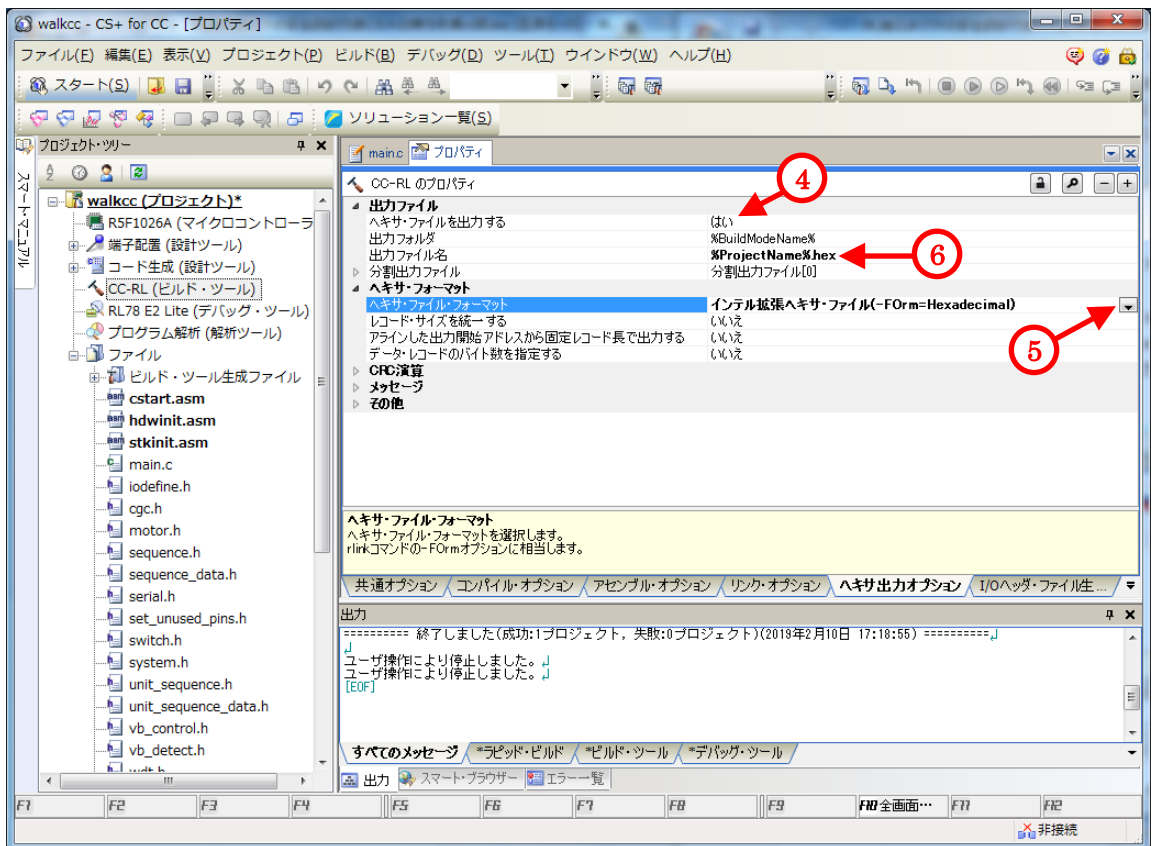 walkcc - CS+ for CC - [プロパティ]
ファイル(F) 編集(E) 表示(V) プロジェクト(P) ビルド(B) デバッグ(D) ツール(T) ウインドウ(W) ヘルプ(H)
スタート(S)
ソリューション一覧(S)
スマート・マニュアル
プロジェクト・ツリー
walkcc (プロジェクト)*
R5F1026A (マイクロコントローラ
端子配置 (設計ツール)
コード生成 (設計ツール)
CC-RL (ビルド・ツール)
RL78 E2 Lite (デバッグ・ツール)
プログラム解析 (解析ツール)
ファイル
ビルド・ツール生成ファイル
cstart.asm
hdwinit.asm
stkinit.asm
main.c
iodefine.h
cgc.h
motor.h
sequence.h
sequence_data.h
serial.h
set_unused_pins.h
switch.h
system.h
unit_sequence.h
unit_sequence_data.h
vb_control.h
vb_detect.h
wdt.h
main.c プロパティ
CC-RL のプロパティ
出力ファイル
ヘキサ・ファイルを出力する はい
出力フォルダ %BuildModeName%
出力ファイル名 %ProjectName%.hex
分割出力ファイル 分割出力ファイル[0]
ヘキサ・フォーマット
ヘキサ・ファイル・フォーマット インテル拡張ヘキサ・ファイル(-FOrm=Hexadecimal)
レコード・サイズを統一する いいえ
アラインした出力開始アドレスから固定レコード長で出力する いいえ
データ・レコードのバイト数を指定する いいえ
CRC演算
メッセージ
その他
4
6
5
ヘキサ・ファイル・フォーマット
ヘキサ・ファイル・フォーマットを選択します。
rlinkコマンドの-FOrmオプションに相当します。
共通オプション コンパイル・オプション アセンブル・オプション リンク・オプション ヘキサ出力オプション I/Oヘッダ・ファイル生...
出力
========== 終了しました(成功:1プロジェクト, 失敗:0プロジェクト)(2019年2月10日 17:18:55) ==========
ユーザ操作により停止しました。
ユーザ操作により停止しました。
[EOF]
すべてのメッセージ *ラピッド・ビルド *ビルド・ツール *デバッグ・ツール
出力 スマート・ブラウザー エラー一覧
F1 F2 F3 F4 F5 F6 F7 F8 F9 F10 全画面… F11 F12
非接続